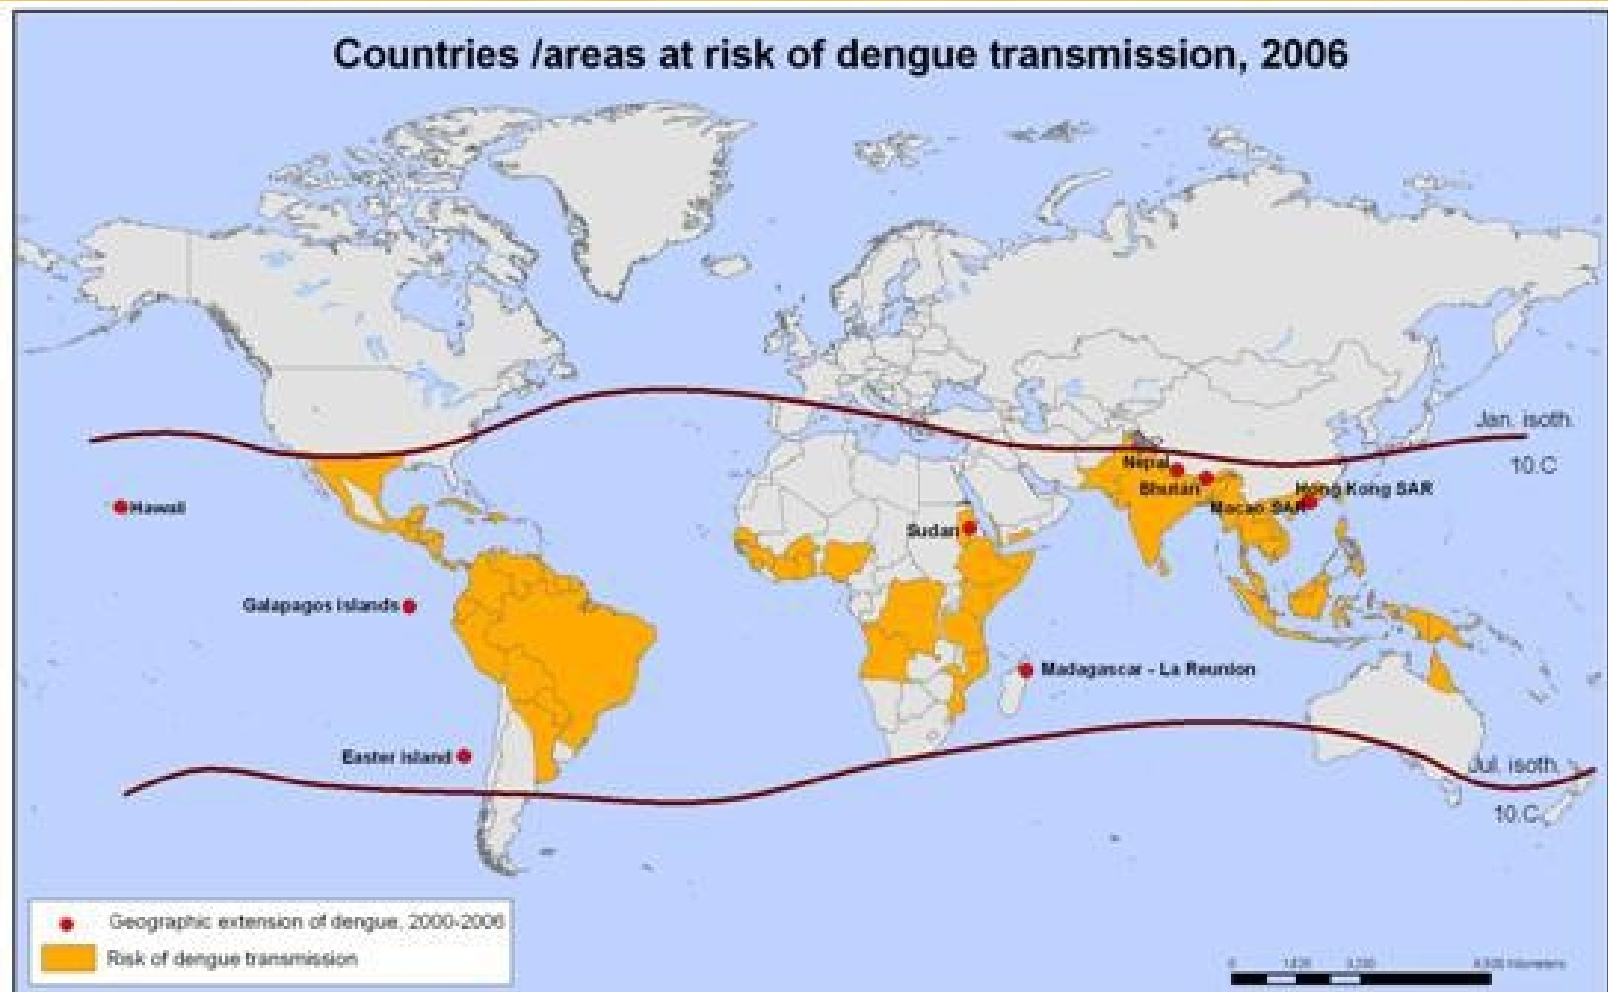 Countries /areas at risk of dengue transmission, 2006
Jan. isoth.
10.C
Nepal
Bhutan
Hong Kong SAR
Macao SAR
Hawaii
Sudan
Galapagos Islands
Madagascar - La Reunion
Easter Island
Jul. isoth.
10.C
Geographic extension of dengue, 2000-2006
Risk of dengue transmission
0